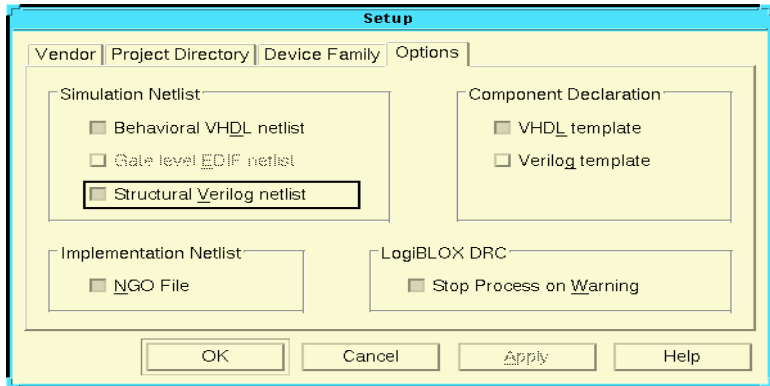 Setup
Vendor Project Directory Device Family Options
Simulation Netlist
Behavioral VHDL netlist
Gate level EDIF netlist
Structural Verilog netlist
Component Declaration
VHDL template
Verilog template
Implementation Netlist
NGO File
LogiBLOX DRC
Stop Process on Warning
OK Cancel Apply Help